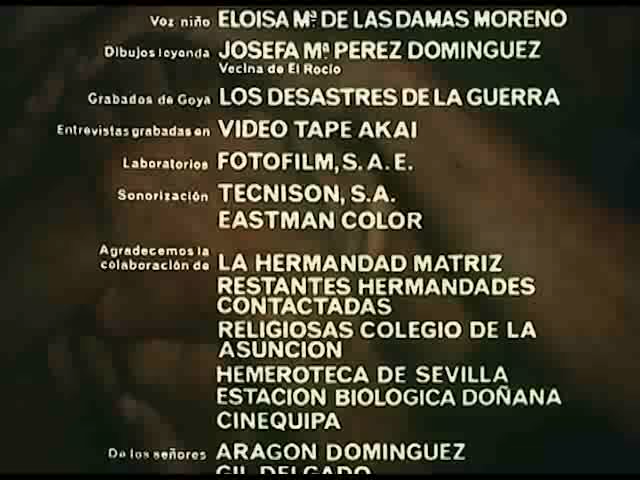 Voz niño ELOISA Mª DE LAS DAMAS MORENO
Dibujos leyenda JOSEFA Mª PEREZ DOMINGUEZ
Vecina de El Rocio
Grabados de Goya LOS DESASTRES DE LA GUERRA
Entrevistas grabadas en VIDEO TAPE AKAI
Laboratorios FOTOFILM, S. A. E.
Sonorización TECNISON, S.A.
EASTMAN COLOR
Agradecemos la
colaboración de LA HERMANDAD MATRIZ
RESTANTES HERMANDADES
CONTACTADAS
RELIGIOSAS COLEGIO DE LA
ASUNCION
HEMEROTECA DE SEVILLA
ESTACION BIOLOGICA DOÑANA
CINEQUIPA
De los señores ARAGON DOMINGUEZ
GIL DELGADO